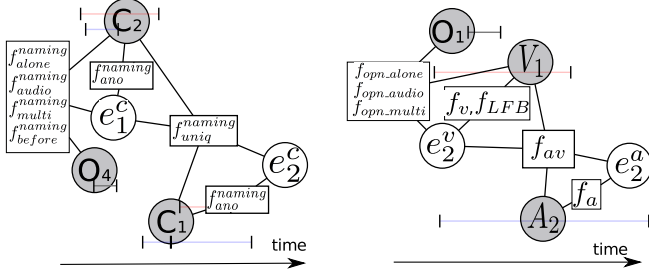 C₂
f^{naming}_{alone}
f^{naming}_{audio}
f^{naming}_{multi}
f^{naming}_{before}
f^{naming}_{ano}
e^c_1
f^{naming}_{uniq}
e^c_2
O₄
f^{naming}_{ano}
C₁
time
O₁
V₁
f_{opn_alone}
f_{opn_audio}
f_{opn_multi}
f_v, f_{LFB}
e^v_2
f_{av}
e^a_2
f_a
A₂
time